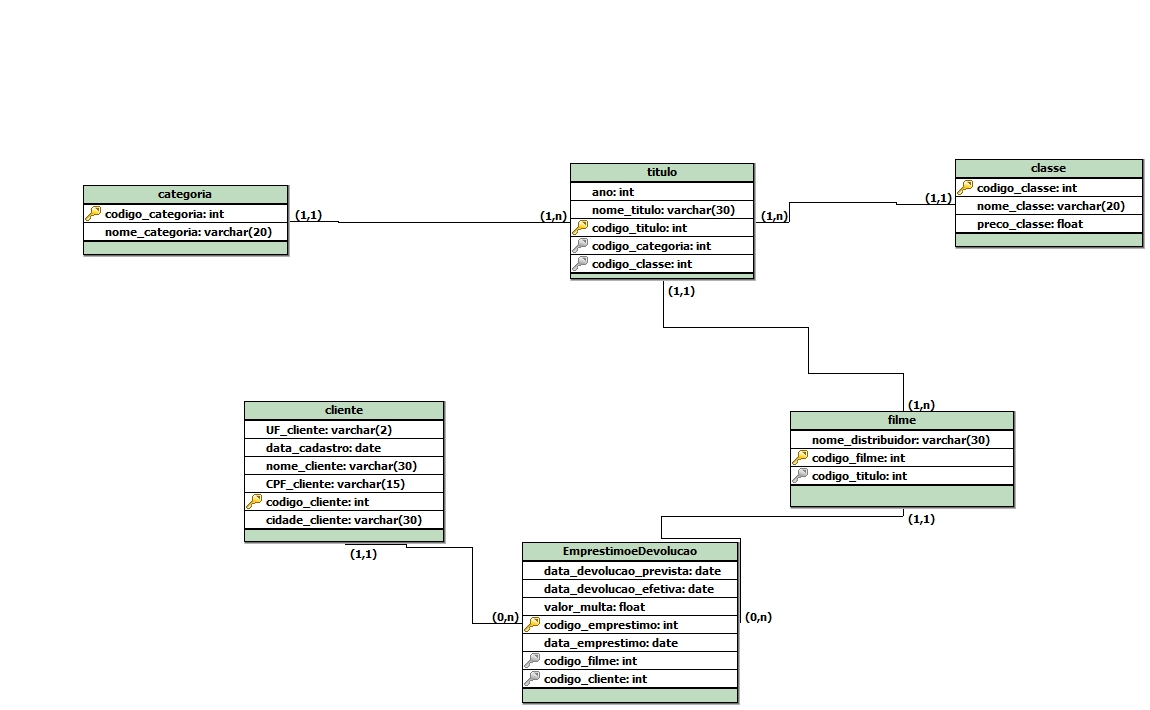 categoria
codigo_categoria: int
nome_categoria: varchar(20)
(1,1)
(1,n)
titulo
ano: int
nome_titulo: varchar(30)
codigo_titulo: int
codigo_categoria: int
codigo_classe: int
(1,n)
(1,1)
classe
codigo_classe: int
nome_classe: varchar(20)
preco_classe: float
(1,1)
(1,n)
filme
nome_distribuidor: varchar(30)
codigo_filme: int
codigo_titulo: int
(1,1)
cliente
UF_cliente: varchar(2)
data_cadastro: date
nome_cliente: varchar(30)
CPF_cliente: varchar(15)
codigo_cliente: int
cidade_cliente: varchar(30)
(1,1)
(0,n)
EmprestimoeDevolucao
data_devolucao_prevista: date
data_devolucao_efetiva: date
valor_multa: float
codigo_emprestimo: int
data_emprestimo: date
codigo_filme: int
codigo_cliente: int
(0,n)